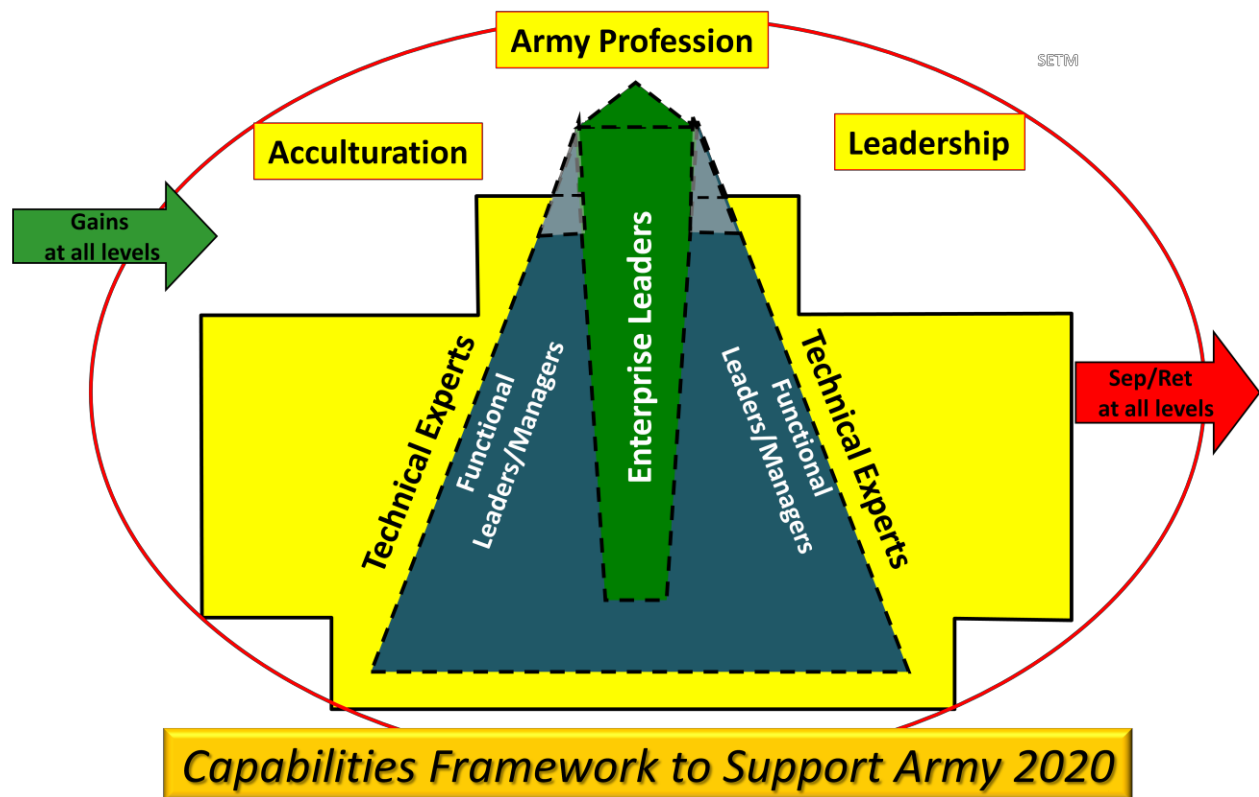 Army Profession
SETM
Acculturation
Leadership
Gains
at all levels
Enterprise Leaders
Technical Experts
Functional
Leaders/Managers
Functional
Leaders/Managers
Technical Experts
Sep/Ret
at all levels
Capabilities Framework to Support Army 2020